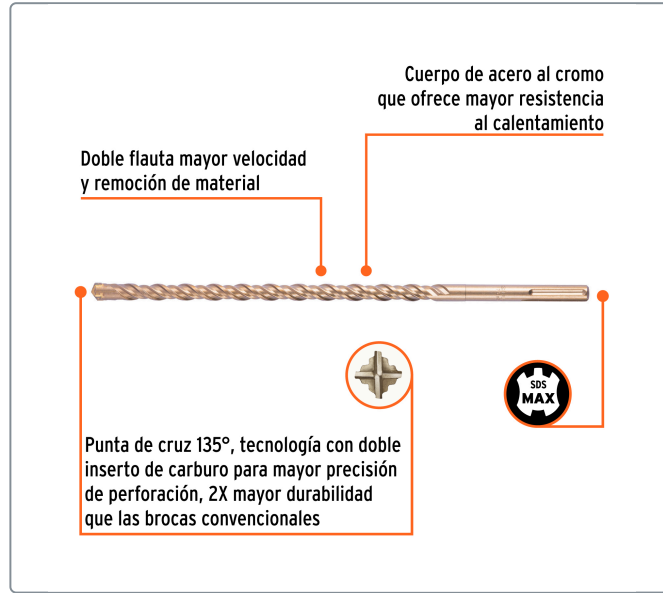 Cuerpo de acero al cromo
que ofrece mayor resistencia
al calentamiento
Doble flauta mayor velocidad
y remoción de material
SDS
MAX
Punta de cruz 135°, tecnología con doble
inserto de carburo para mayor precisión
de perforación, 2X mayor durabilidad
que las brocas convencionales